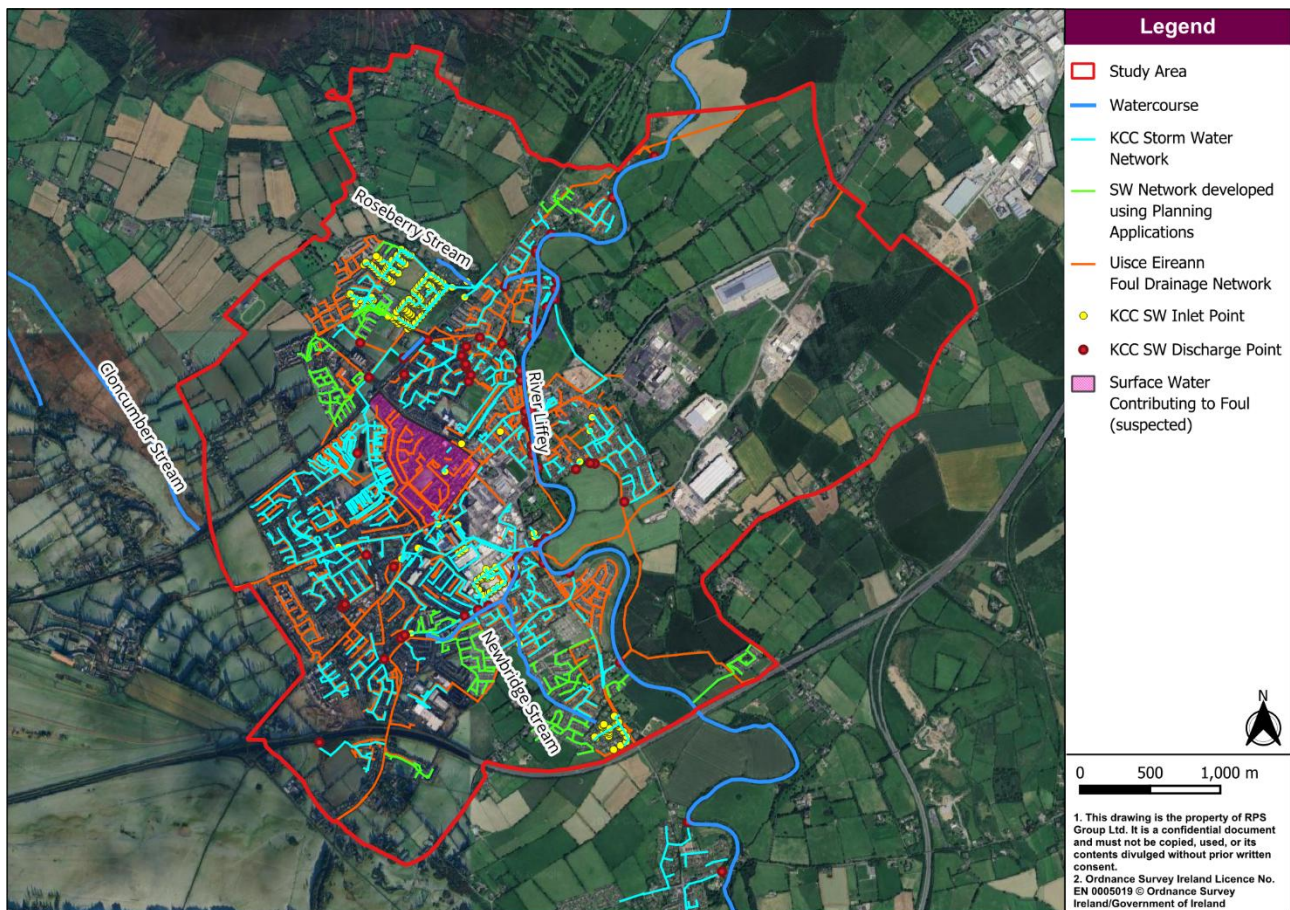 Legend
Study Area
Watercourse
KCC Storm Water
Network
SW Network developed
using Planning
Applications
Uisce Eireann
Foul Drainage Network
KCC SW Inlet Point
KCC SW Discharge Point
Surface Water
Contributing to Foul
(suspected)
Roseberry Stream
Cloncumber Stream
River Liffey
Newbridge Stream
N
0 500 1,000 m
1. This drawing is the property of RPS
Group Ltd. It is a confidential document
and must not be copied, used, or its
contents divulged without prior written
consent.
2. Ordnance Survey Ireland Licence No.
EN 0005019 © Ordnance Survey
Ireland/Government of Ireland